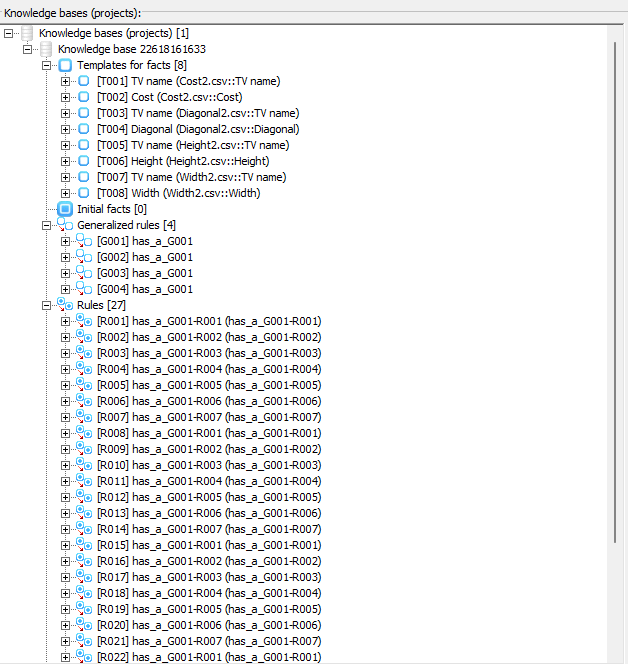 Knowledge bases (projects):
Knowledge bases (projects) [1]
Knowledge base 22618161633
Templates for facts [8]
[T001] TV name (Cost2.csv::TV name)
[T002] Cost (Cost2.csv::Cost)
[T003] TV name (Diagonal2.csv::TV name)
[T004] Diagonal (Diagonal2.csv::Diagonal)
[T005] TV name (Height2.csv::TV name)
[T006] Height (Height2.csv::Height)
[T007] TV name (Width2.csv::TV name)
[T008] Width (Width2.csv::Width)
Initial facts [0]
Generalized rules [4]
[G001] has_a_G001
[G002] has_a_G001
[G003] has_a_G001
[G004] has_a_G001
Rules [27]
[R001] has_a_G001-R001 (has_a_G001-R001)
[R002] has_a_G001-R002 (has_a_G001-R002)
[R003] has_a_G001-R003 (has_a_G001-R003)
[R004] has_a_G001-R004 (has_a_G001-R004)
[R005] has_a_G001-R005 (has_a_G001-R005)
[R006] has_a_G001-R006 (has_a_G001-R006)
[R007] has_a_G001-R007 (has_a_G001-R007)
[R008] has_a_G001-R001 (has_a_G001-R001)
[R009] has_a_G001-R002 (has_a_G001-R002)
[R010] has_a_G001-R003 (has_a_G001-R003)
[R011] has_a_G001-R004 (has_a_G001-R004)
[R012] has_a_G001-R005 (has_a_G001-R005)
[R013] has_a_G001-R006 (has_a_G001-R006)
[R014] has_a_G001-R007 (has_a_G001-R007)
[R015] has_a_G001-R001 (has_a_G001-R001)
[R016] has_a_G001-R002 (has_a_G001-R002)
[R017] has_a_G001-R003 (has_a_G001-R003)
[R018] has_a_G001-R004 (has_a_G001-R004)
[R019] has_a_G001-R005 (has_a_G001-R005)
[R020] has_a_G001-R006 (has_a_G001-R006)
[R021] has_a_G001-R007 (has_a_G001-R007)
[R022] has_a_G001-R001 (has_a_G001-R001)